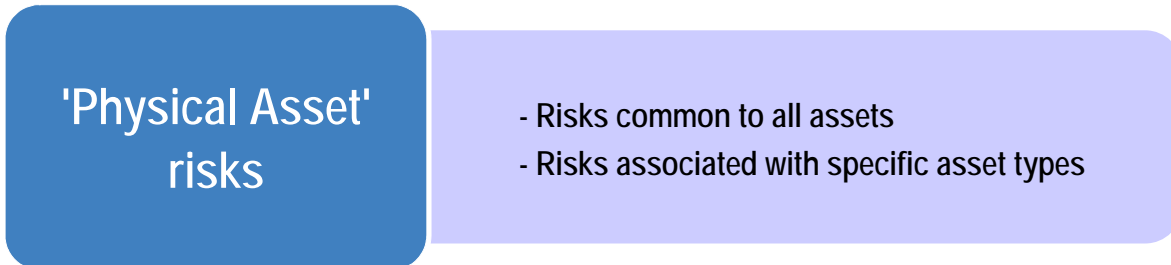 'Physical Asset'
risks
- Risks common to all assets
- Risks associated with specific asset types